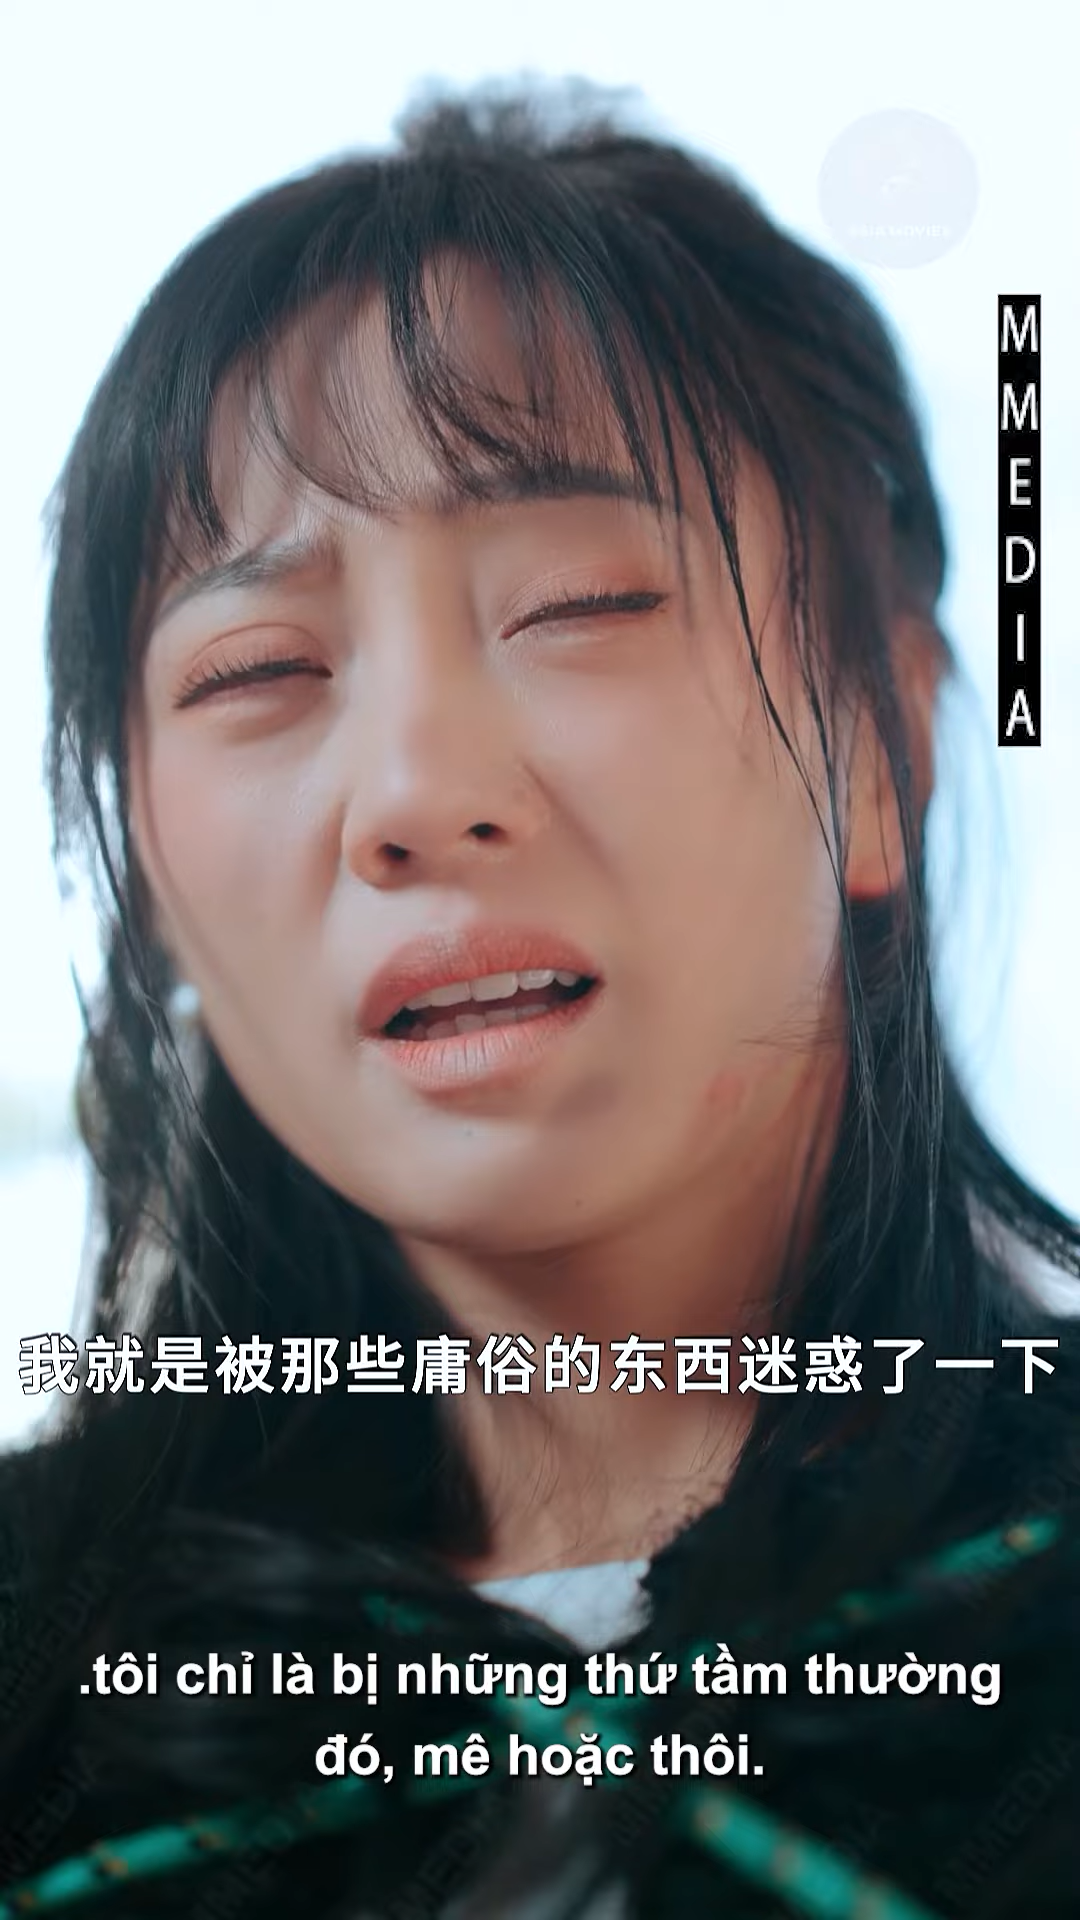 MMEDIA
我就是被那些庸俗的东西迷惑了一下
.tôi chỉ là bị những thứ tầm thường
đó, mê hoặc thôi.